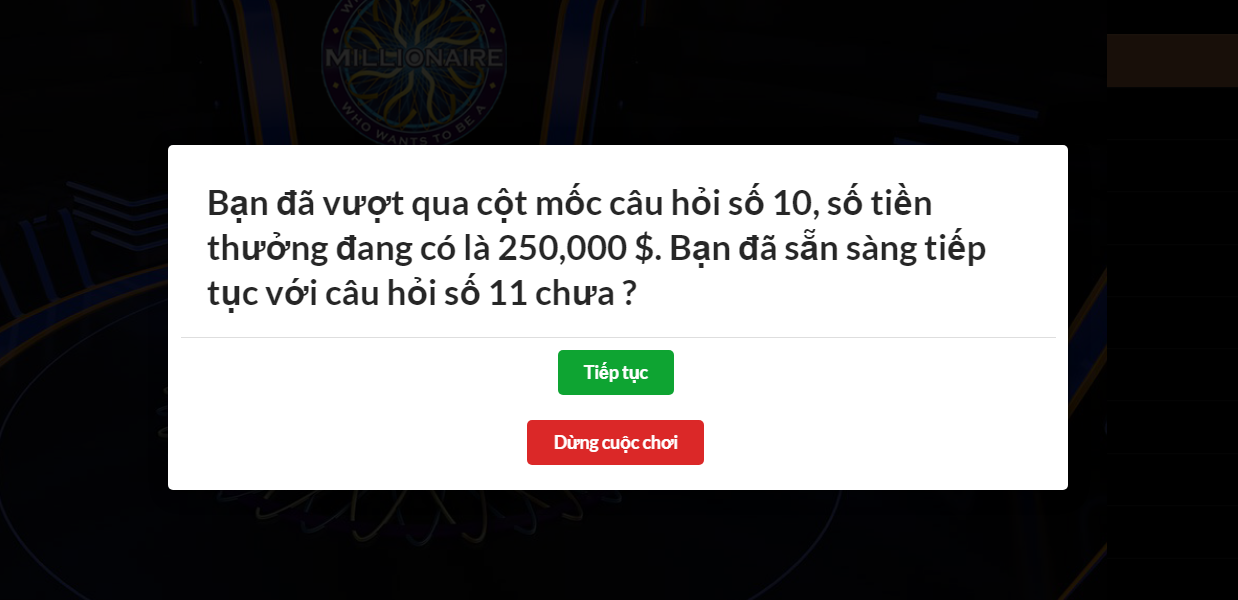 MILLIONAIRE
WHO WANTS TO BE A
Bạn đã vượt qua cột mốc câu hỏi số 10, số tiền
thưởng đang có là 250,000 $. Bạn đã sẵn sàng tiếp
tục với câu hỏi số 11 chưa ?
Tiếp tục
Dừng cuộc chơi